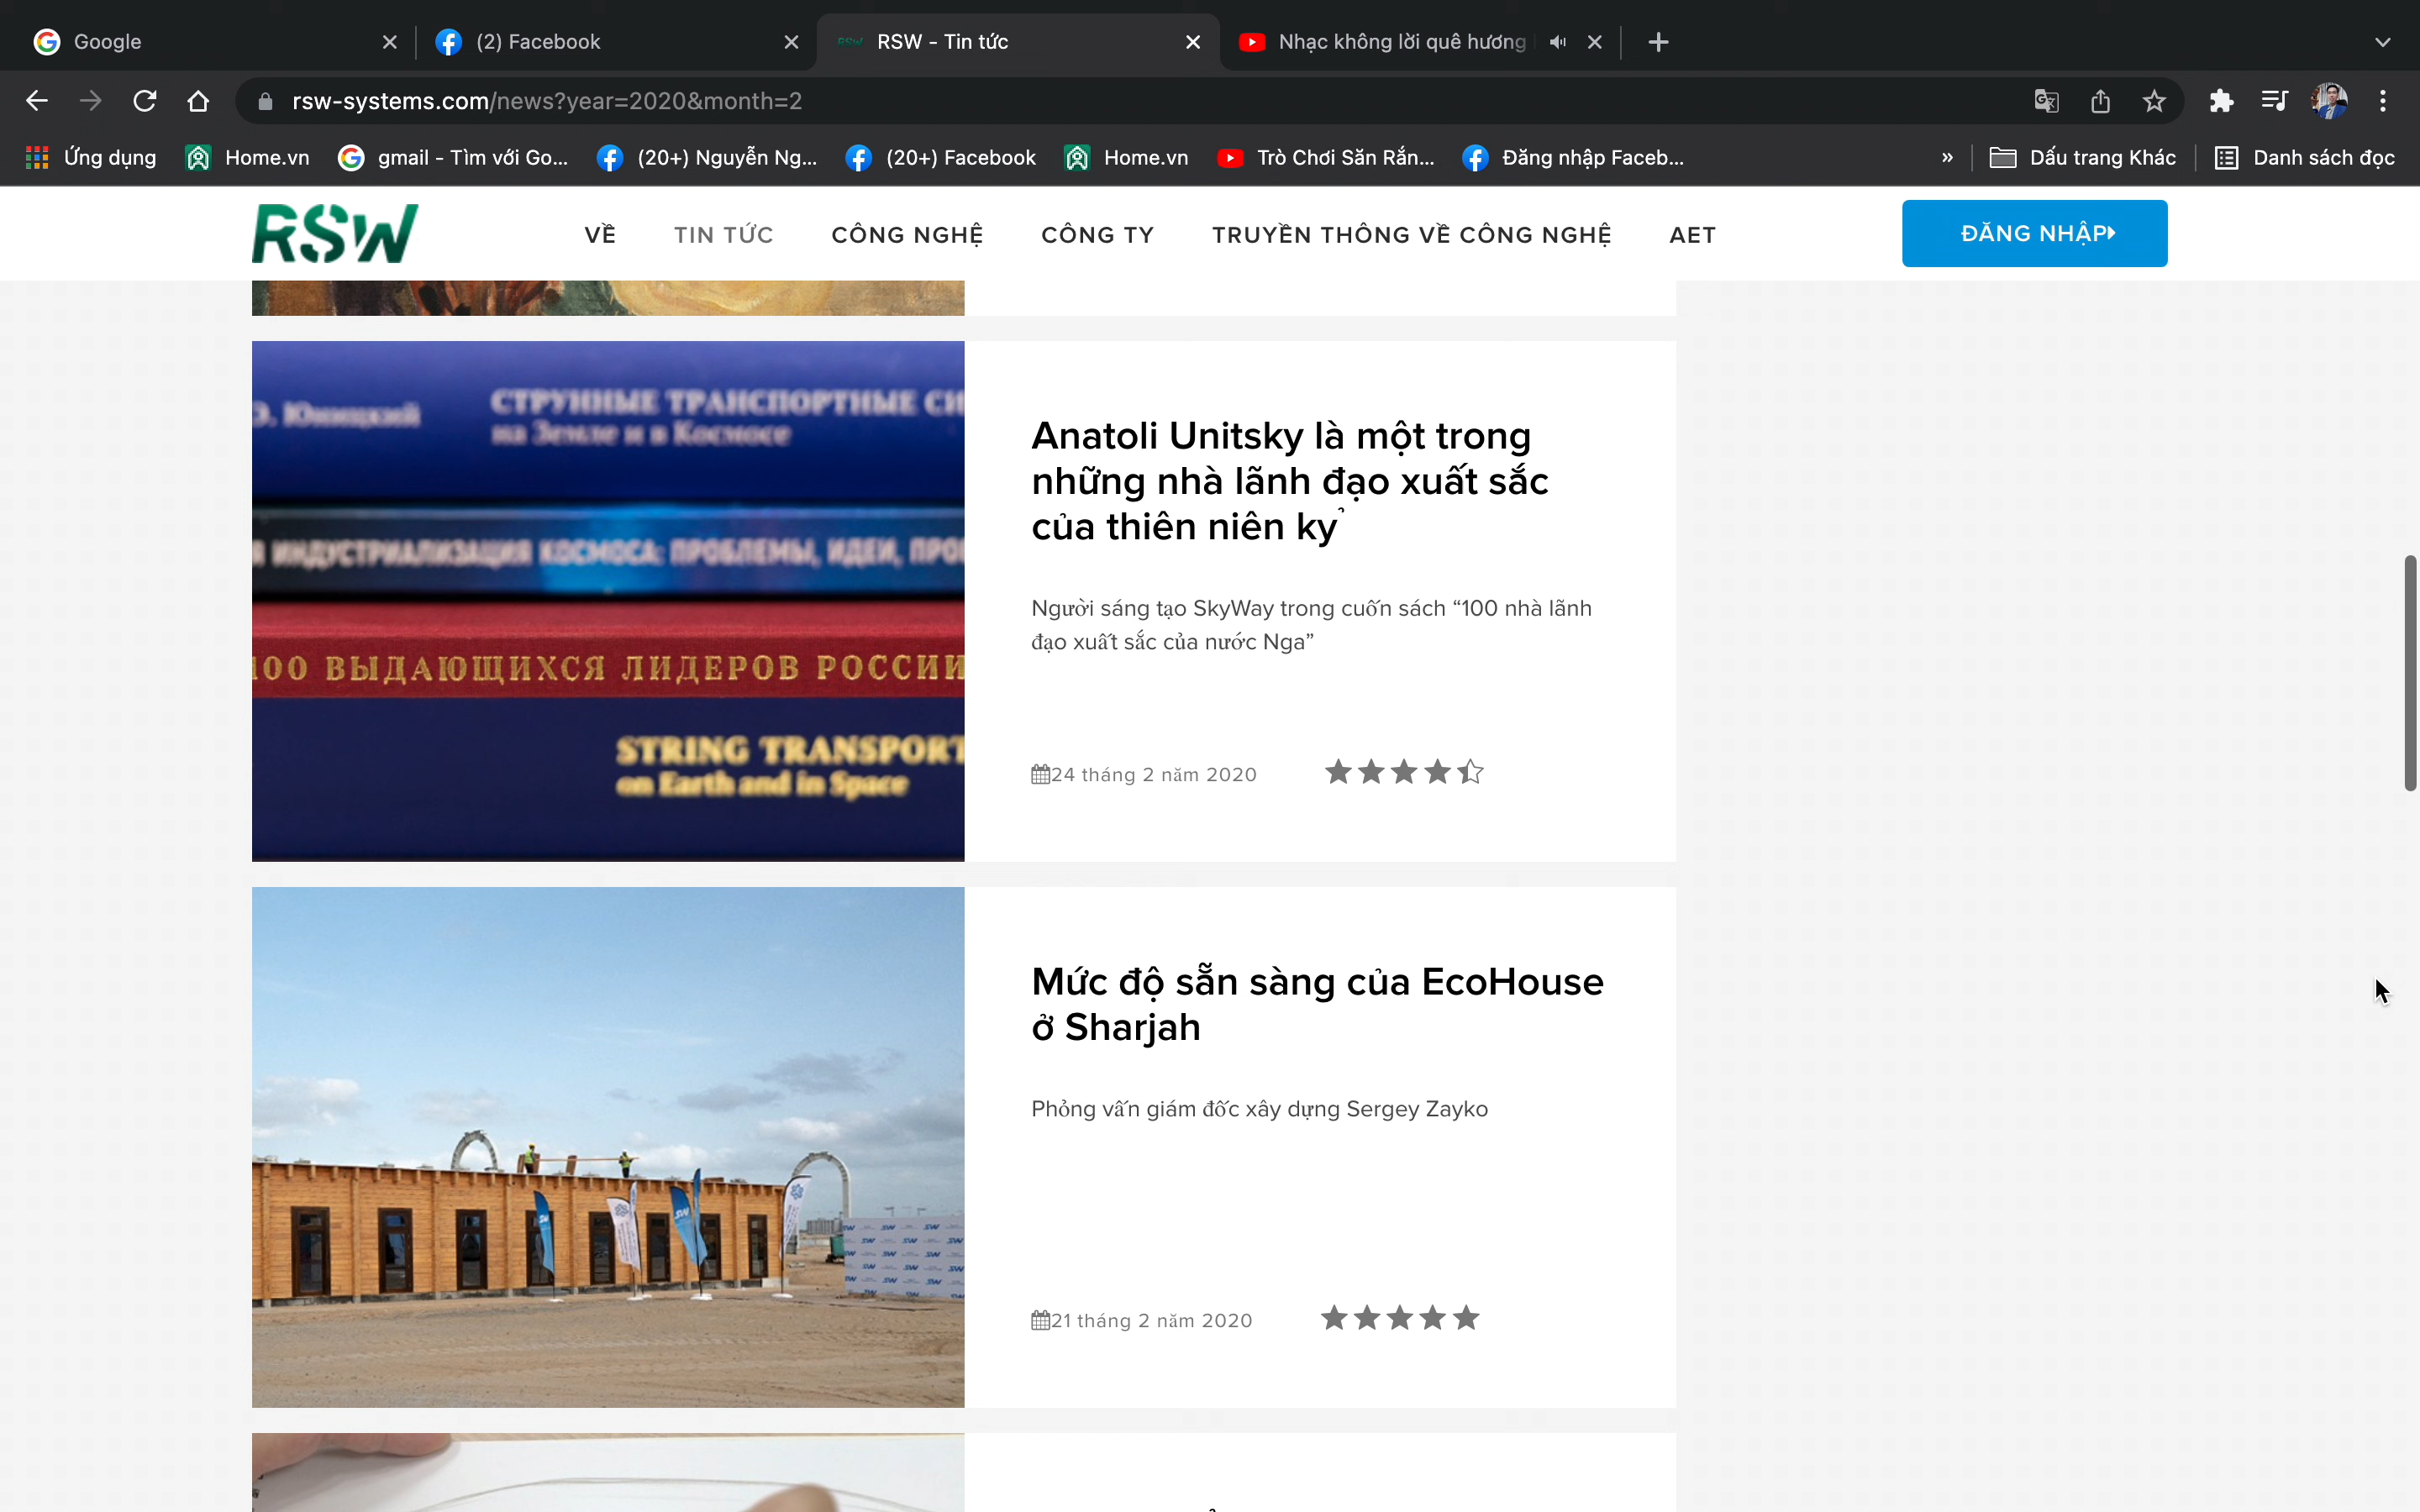 Google
(2) Facebook
RSW - Tin tức
Nhạc không lời quê hương
rsw-systems.com/news?year=2020&month=2
Ứng dụng
Home.vn
gmail - Tìm với Go...
(20+) Nguyễn Ng...
(20+) Facebook
Home.vn
Trò Chơi Săn Rắn...
Đăng nhập Faceb...
»
Dấu trang Khác
Danh sách đọc
RSW
VỀ
TIN TỨC
CÔNG NGHỆ
CÔNG TY
TRUYỀN THÔNG VỀ CÔNG NGHỆ
AET
ĐĂNG NHẬP
Э. Юницкий
СТРУННЫЕ ТРАНСПОРТНЫЕ СИ
на Земле и в Космосе
Я ИНДУСТРИАЛИЗАЦИЯ КОСМОСА: ПРОБЛЕМЫ, ИДЕИ, ПРО
100 ВЫДАЮЩИХСЯ ЛИДЕРОВ РОССИИ
STRING TRANSPORT
on Earth and in Space
Anatoli Unitsky là một trong
những nhà lãnh đạo xuất sắc
của thiên niên kỷ
Người sáng tạo SkyWay trong cuốn sách “100 nhà lãnh
đạo xuất sắc của nước Nga”
24 tháng 2 năm 2020
Mức độ sẵn sàng của EcoHouse
ở Sharjah
Phỏng vấn giám đốc xây dựng Sergey Zayko
21 tháng 2 năm 2020